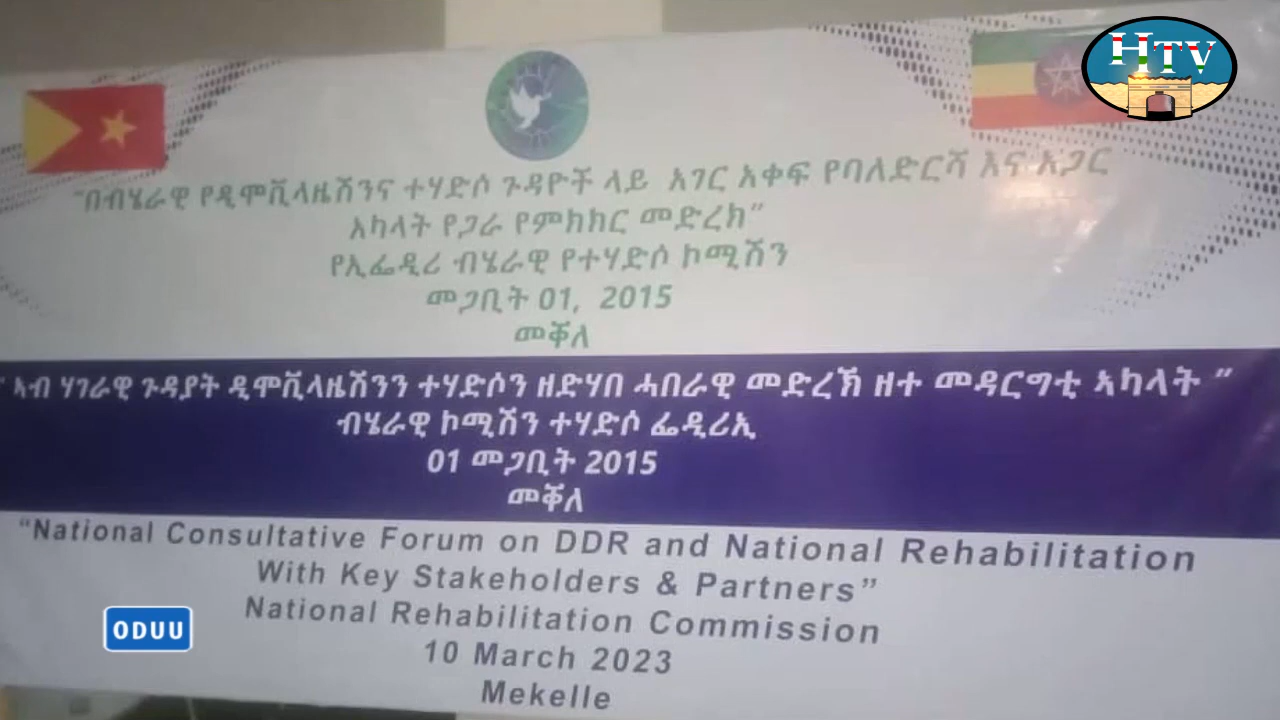 HTV
"በብሄራዊ የዲሞቪላዜሽንና ተሃድሶ ጉዳዮች ላይ አገር አቀፍ የባለድርሻ እና አጋር
አካላት የጋራ የምክክር መድረክ"
የኢፌዲሪ ብሄራዊ የተሃድሶ ኮሚሽን
መጋቢት 01, 2015
መቐለ
" ኣብ ሃገራዊ ጉዳያት ዲሞቪላዜሽንን ተሃድሶን ዘድሃበ ሓበራዊ መድረኽ ዘተ መዳርግቲ ኣካላት "
ብሄራዊ ኮሚሽን ተሃድሶ ፌዲሪኢ
01 መጋቢት 2015
መቐለ
"National Consultative Forum on DDR and National Rehabilitation
With Key Stakeholders & Partners"
National Rehabilitation Commission
10 March 2023
Mekelle
ODUU